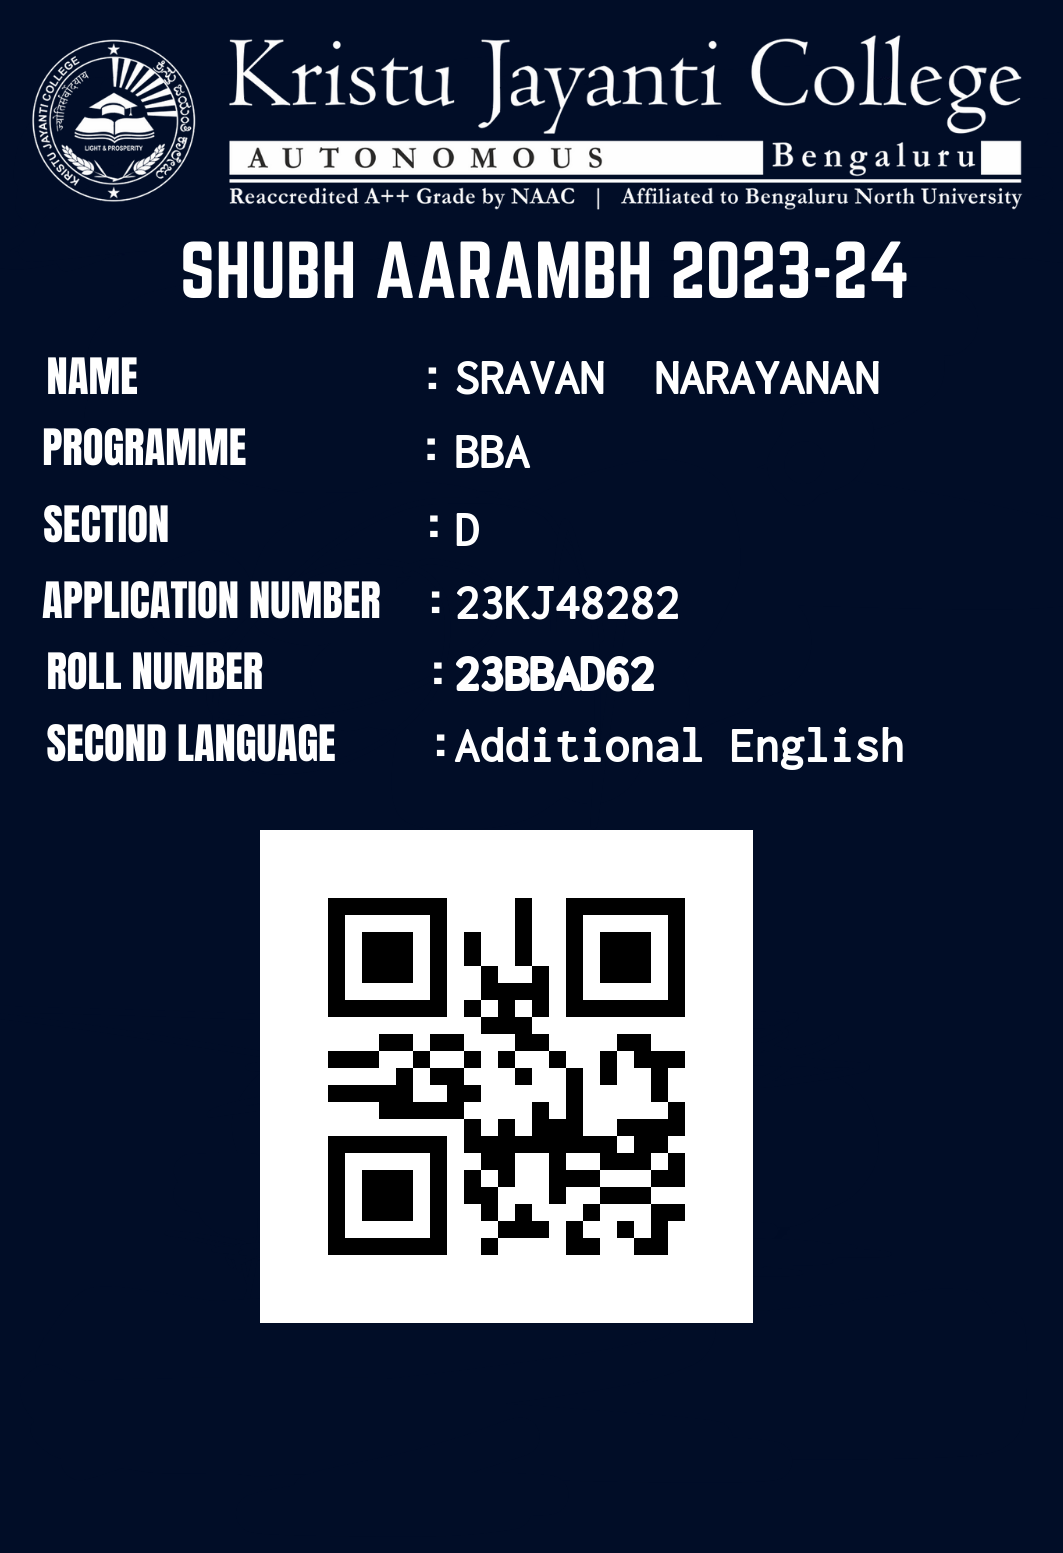 Kristu Jayanti College
AUTONOMOUS Bengaluru
Reaccredited A++ Grade by NAAC | Affiliated to Bengaluru North University
KRISTU JAYANTI COLLEGE
LIGHT & PROSPERITY
SHUBH AARAMBH 2023-24
NAME : SRAVAN NARAYANAN
PROGRAMME : BBA
SECTION : D
APPLICATION NUMBER : 23KJ48282
ROLL NUMBER : 23BBAD62
SECOND LANGUAGE : Additional English